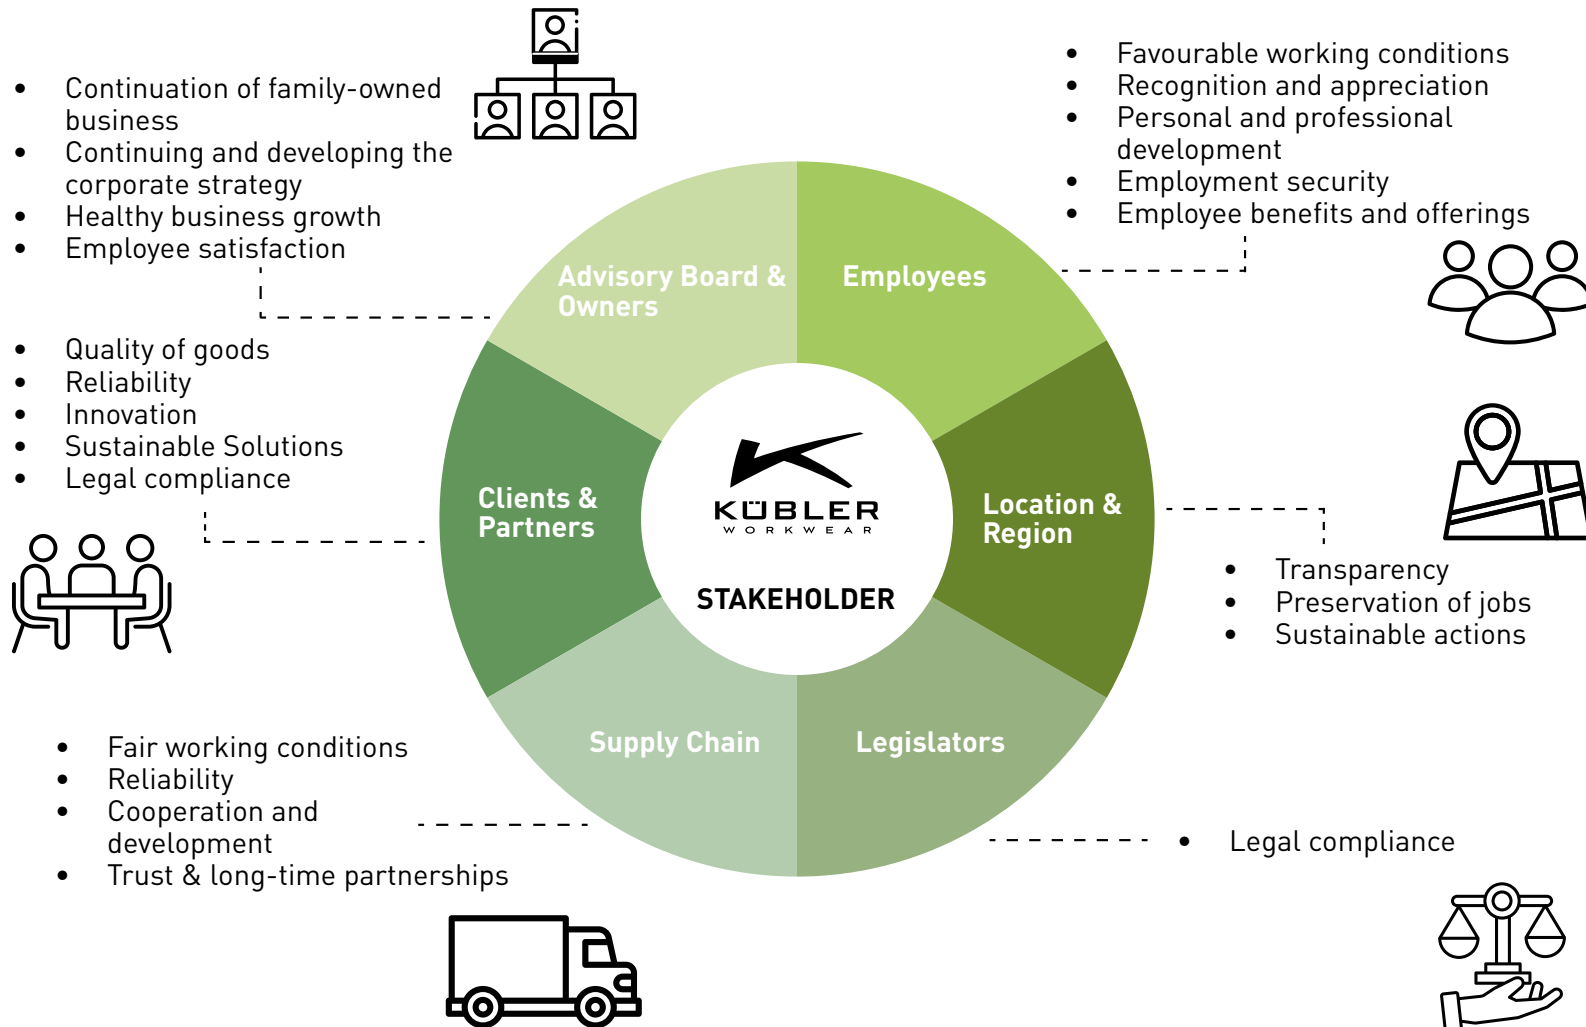 • Continuation of family-owned
business
• Continuing and developing the
corporate strategy
• Healthy business growth
• Employee satisfaction
• Favourable working conditions
• Recognition and appreciation
• Personal and professional
development
• Employment security
• Employee benefits and offerings
Advisory Board &
Owners
Employees
• Quality of goods
• Reliability
• Innovation
• Sustainable Solutions
• Legal compliance
Clients &
Partners
KÜBLER
WORKWEAR
STAKEHOLDER
Location &
Region
• Transparency
• Preservation of jobs
• Sustainable actions
Supply Chain
Legislators
• Fair working conditions
• Reliability
• Cooperation and
development
• Trust & long-time partnerships
• Legal compliance